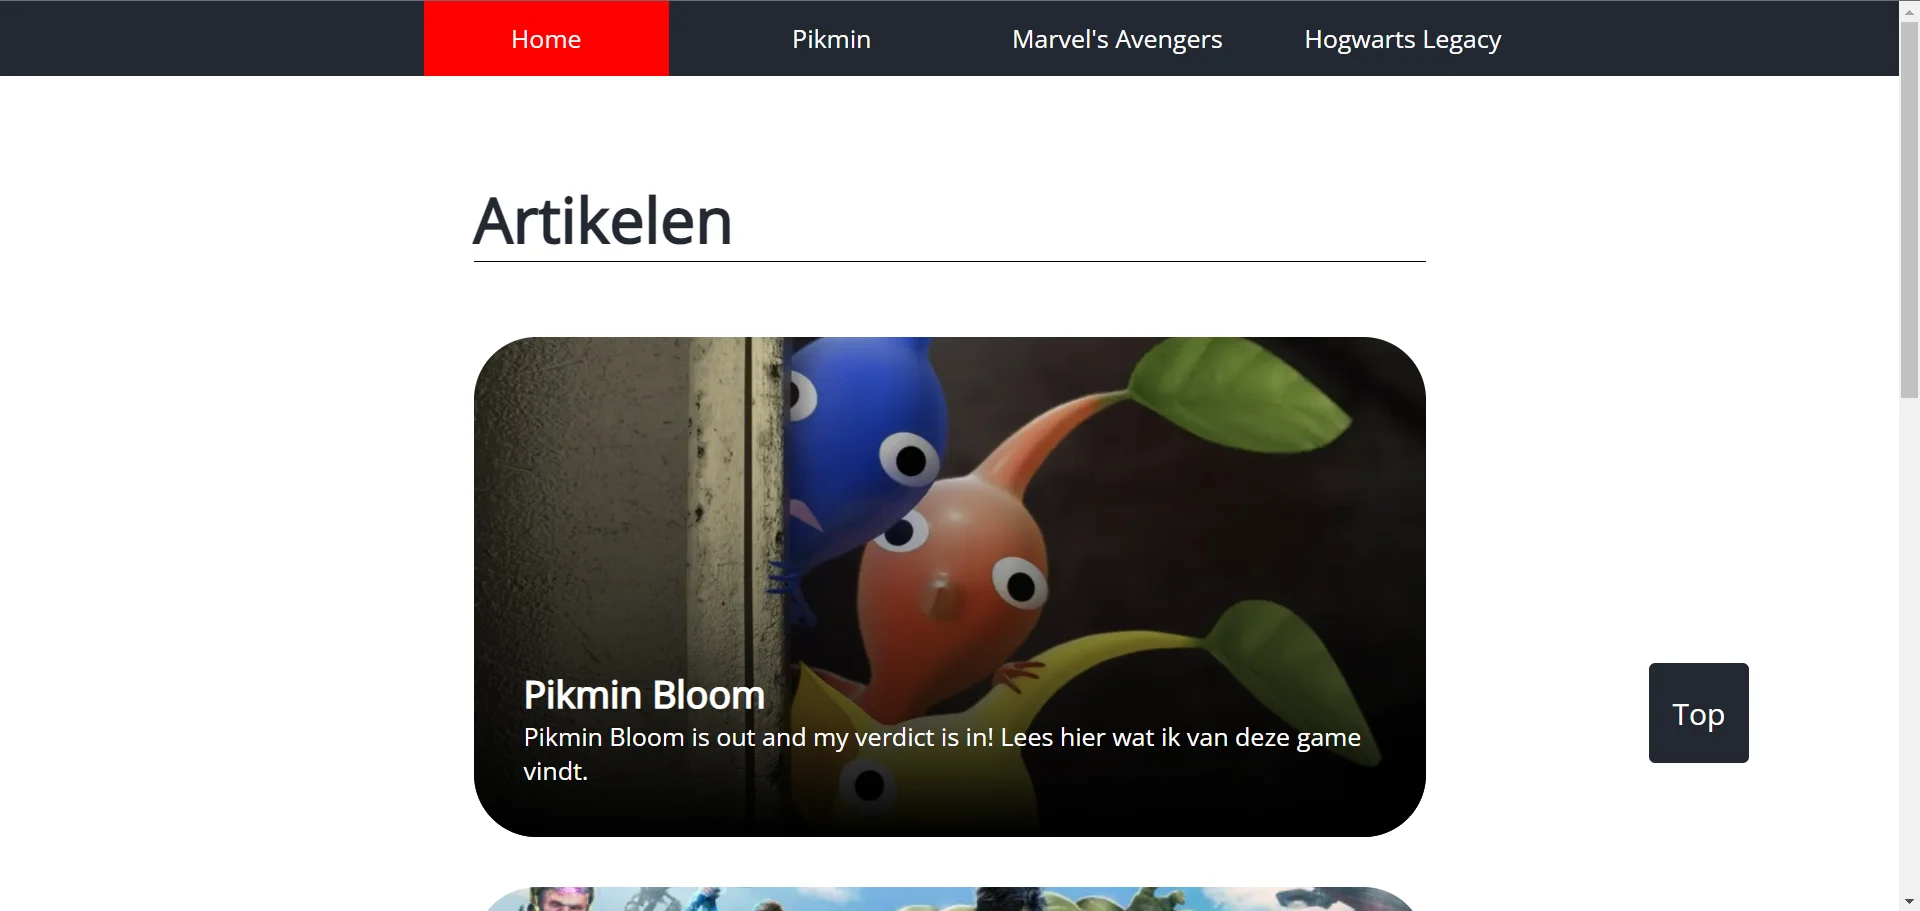 Home Pikmin Marvel's Avengers Hogwarts Legacy
Artikelen
Pikmin Bloom
Pikmin Bloom is out and my verdict is in! Lees hier wat ik van deze game
vindt.
Top